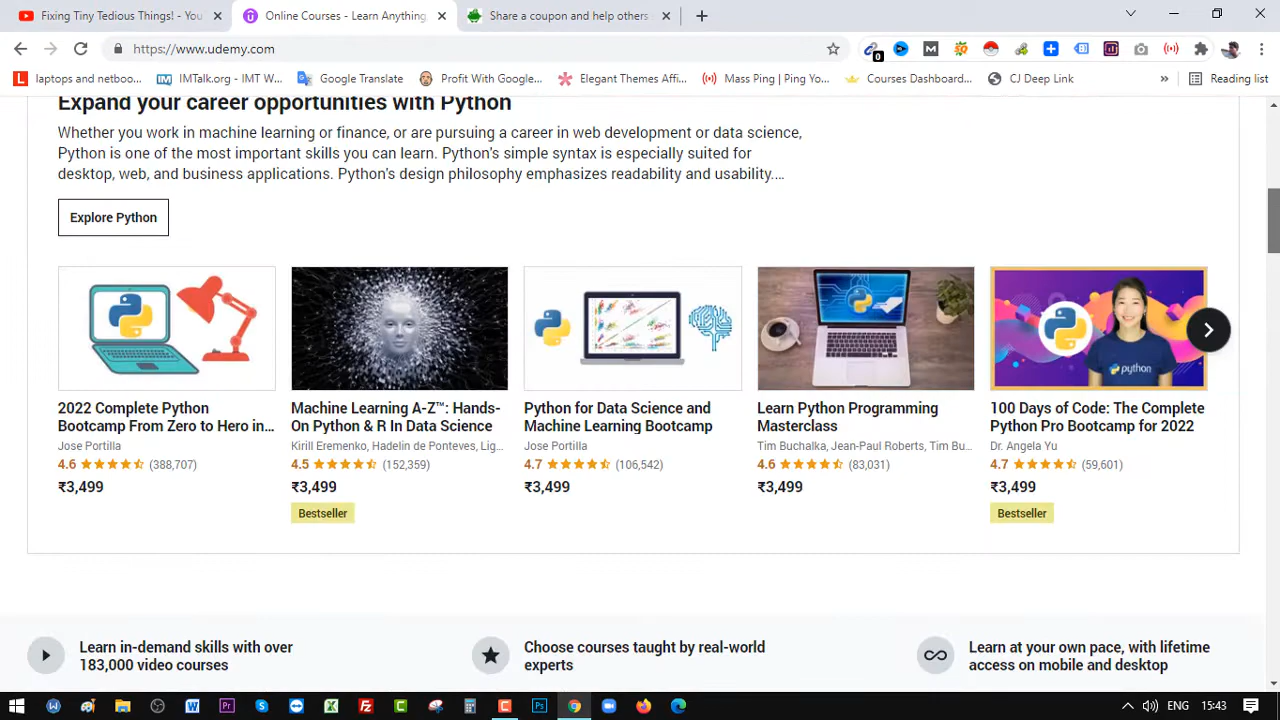 Fixing Tiny Tedious Things! - You
Online Courses - Learn Anything,
Share a coupon and help others
https://www.udemy.com
0
laptops and netboo...
IMTalk.org - IMT W...
Google Translate
Profit With Google...
Elegant Themes Affi...
Mass Ping | Ping Yo...
Courses Dashboard...
CJ Deep Link
»
Reading list
Expand your career opportunities with Python
Whether you work in machine learning or finance, or are pursuing a career in web development or data science,
Python is one of the most important skills you can learn. Python's simple syntax is especially suited for
desktop, web, and business applications. Python's design philosophy emphasizes readability and usability....
Explore Python
python
2022 Complete Python
Bootcamp From Zero to Hero in...
Jose Portilla
4.6 (388,707)
₹3,499
Machine Learning A-Z™: Hands-
On Python & R In Data Science
Kirill Eremenko, Hadelin de Ponteves, Lig...
4.5 (152,359)
₹3,499
Bestseller
Python for Data Science and
Machine Learning Bootcamp
Jose Portilla
4.7 (106,542)
₹3,499
Learn Python Programming
Masterclass
Tim Buchalka, Jean-Paul Roberts, Tim Bu...
4.6 (83,031)
₹3,499
100 Days of Code: The Complete
Python Pro Bootcamp for 2022
Dr. Angela Yu
4.7 (59,601)
₹3,499
Bestseller
Learn in-demand skills with over
183,000 video courses
Choose courses taught by real-world
experts
Learn at your own pace, with lifetime
access on mobile and desktop
ENG
15:43